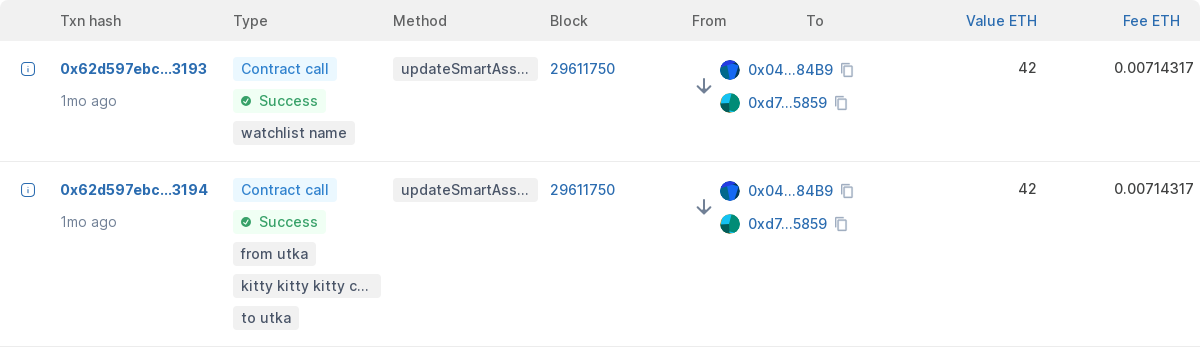 Txn hash Type Method Block From To Value ETH Fee ETH
0x62d597ebc...3193 Contract call updateSmartAss... 29611750 0x04...84B9 42 0.00714317
1mo ago Success 0xd7...5859
watchlist name
0x62d597ebc...3194 Contract call updateSmartAss... 29611750 0x04...84B9 42 0.00714317
1mo ago Success 0xd7...5859
from utka
kitty kitty kitty c...
to utka